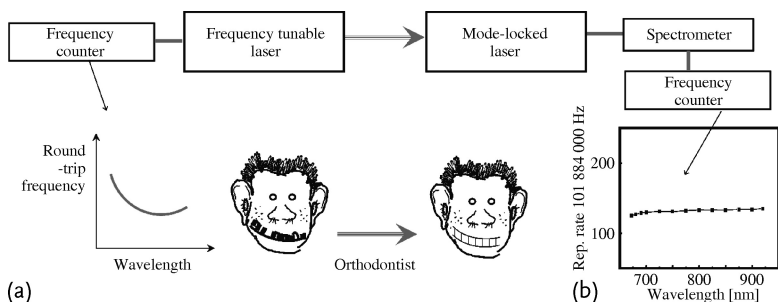 Frequency
counter
Frequency tunable
laser
Mode-locked
laser
Spectrometer
Frequency
counter
Round
-trip
frequency
Wavelength
Orthodontist
Rep. rate 101 884 000 Hz
200
100
700
800
900
Wavelength [nm]
(a)
(b)